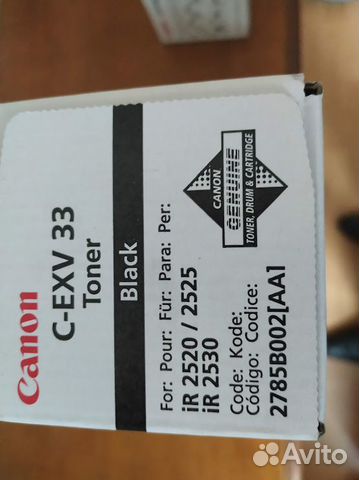 Canon
C-EXV 33
Toner
Black
For: Pour: Für: Para: Per:
iR 2520 / 2525
iR 2530
Code: Kode:
Código: Codice:
2785B002[AA]
CANON
GENUINE
TONER, DRUM & CARTRIDGE
Avito